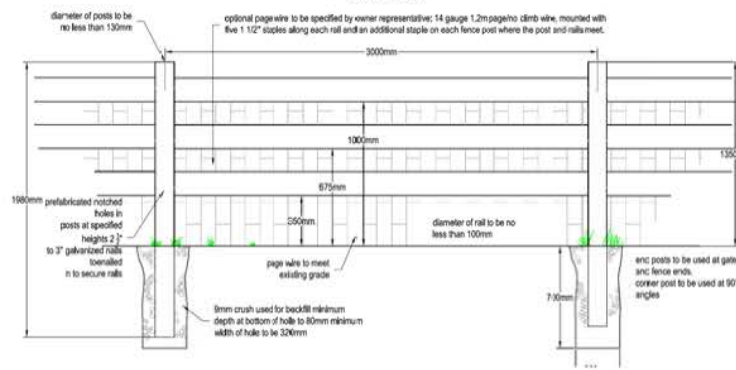 diameter of posts to be
no less than 130mm
optional page wire to be specified by owner representative; 14 gauge 1.2m page/no climb wire, mounted with
five 1 1/2" staples along each rail and an additional staple on each fence post where the post and rails meet.
3000mm
1000mm
1350
675mm
1980mm
prefabricated notched
holes in
posts at specified
heights 2 ½"
to 3" galvanized nails
toenailed
in to secure rails
350mm
diameter of rail to be no
less than 100mm
page wire to meet
existing grade
700mm
end posts to be used at gate
and fence ends.
corner post to be used at 90°
angles
9mm crush used for backfill minimum
depth at bottom of hole to 80mm minimum
width of hole to be 320mm